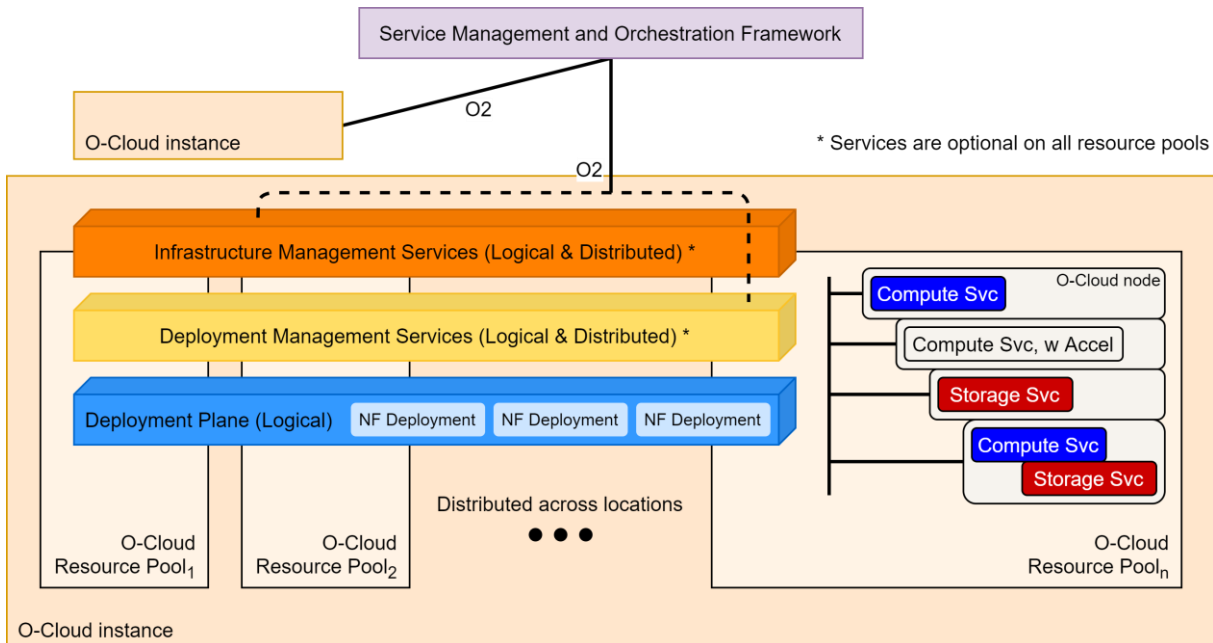 Service Management and Orchestration Framework
O2
O-Cloud instance
* Services are optional on all resource pools
O2
Infrastructure Management Services (Logical & Distributed) *
O-Cloud node
Compute Svc
Deployment Management Services (Logical & Distributed) *
Compute Svc, w Accel
Storage Svc
Deployment Plane (Logical)
NF Deployment
NF Deployment
NF Deployment
Compute Svc
Storage Svc
Distributed across locations
O-Cloud
Resource Pool1
O-Cloud
Resource Pool2
O-Cloud
Resource Pooln
O-Cloud instance